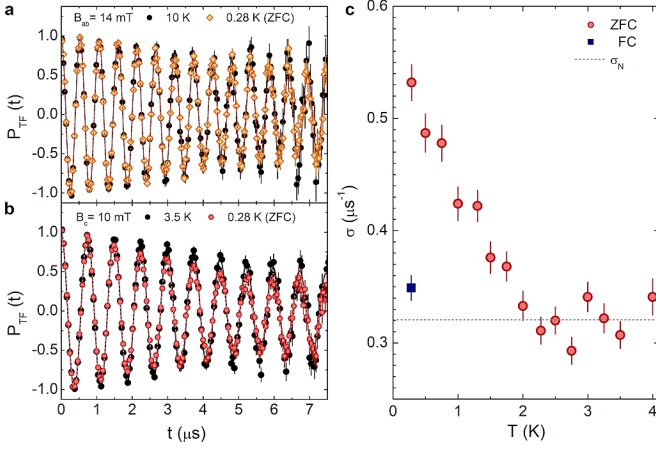 a
B_ab = 14 mT 10 K 0.28 K (ZFC)
1.0
0.5
0.0
-0.5
-1.0
P_TF (t)
b
B_c = 10 mT 3.5 K 0.28 K (ZFC)
1.0
0.5
0.0
-0.5
-1.0
P_TF (t)
0 1 2 3 4 5 6 7
t (μs)
c
0.6
0.5
0.4
0.3
σ (μs⁻¹)
ZFC
FC
σ_N
0 1 2 3 4
T (K)